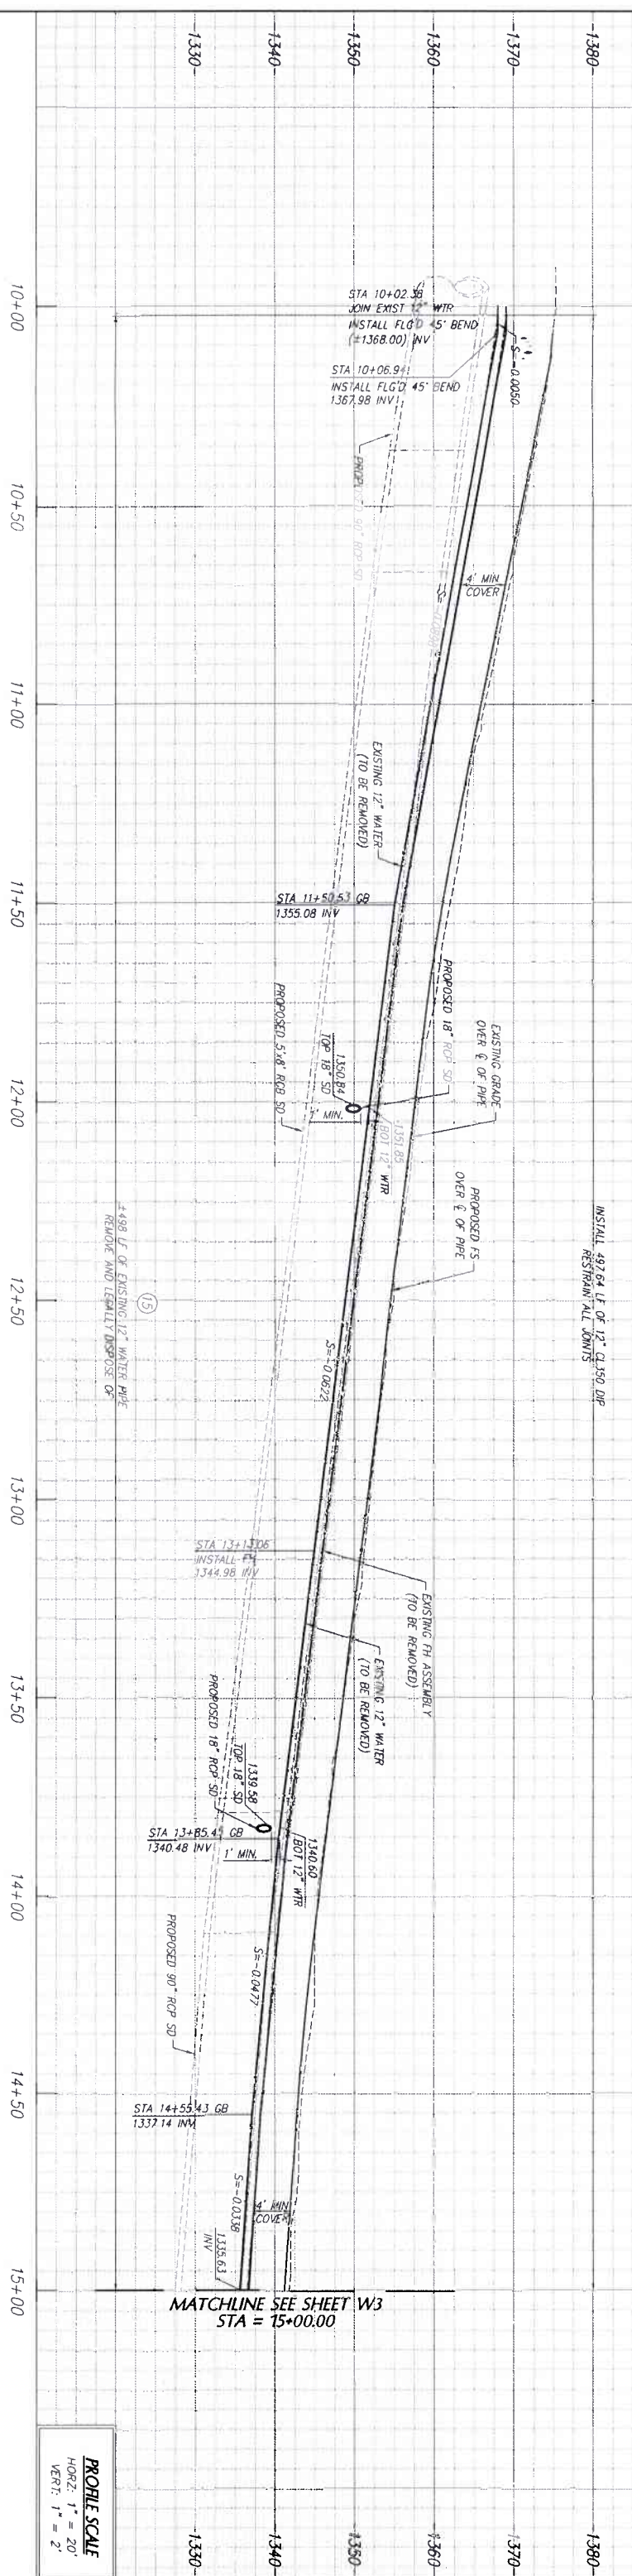 1380
1370
1360
1350
1340
1330
INSTALL 497.64 LF OF 12" CL350 DIP
RESTRAIN ALL JOINTS
STA 10+02.38
JOIN EXIST 12" WTR
INSTALL FLG'D 45° BEND
(±1368.00) INV
STA 10+06.94
INSTALL FLG'D 45° BEND
1367.98 INV
S=-0.0050
90" RCP SD
4' MIN
COVER
EXISTING 12" WATER
(TO BE REMOVED)
STA 11+50.53 GB
1355.08 INV
PROPOSED 5'x8' RCB SD
PROPOSED 18" RCP SD
1350.84
TOP 18" SD
1' MIN.
1351.85
BOT 12" WTR
EXISTING GRADE
OVER ℄ OF PIPE
PROPOSED FS
OVER ℄ OF PIPE
15
±498 LF OF EXISTING 12" WATER PIPE
REMOVE AND LEGALLY DISPOSE OF
S=-0.0622
STA 13+13.06
INSTALL FH
1344.98 INV
EXISTING FH ASSEMBLY
(TO BE REMOVED)
EXISTING 12" WATER
(TO BE REMOVED)
PROPOSED 18" RCP SD
1339.58
TOP 18" SD
STA 13+85.45 GB
1340.48 INV
1' MIN.
1340.60
BOT 12" WTR
PROPOSED 90" RCP SD
S=-0.0477
STA 14+55.43 GB
1337.14 INV
S=-0.0338
4' MIN
COVER
1335.63
INV
MATCHLINE SEE SHEET W3
STA = 15+00.00
10+00
10+50
11+00
11+50
12+00
12+50
13+00
13+50
14+00
14+50
15+00
1380
1370
1360
1350
1340
1330
PROFILE SCALE
HORZ: 1" = 20'
VERT: 1" = 2'